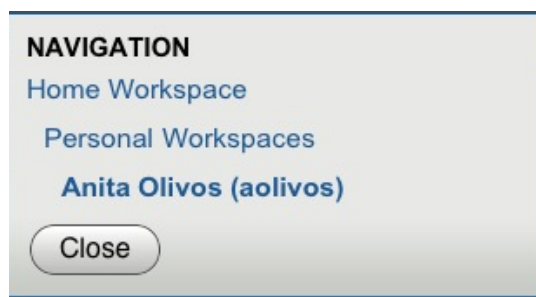 NAVIGATION
Home Workspace
Personal Workspaces
Anita Olivos (aolivos)
Close